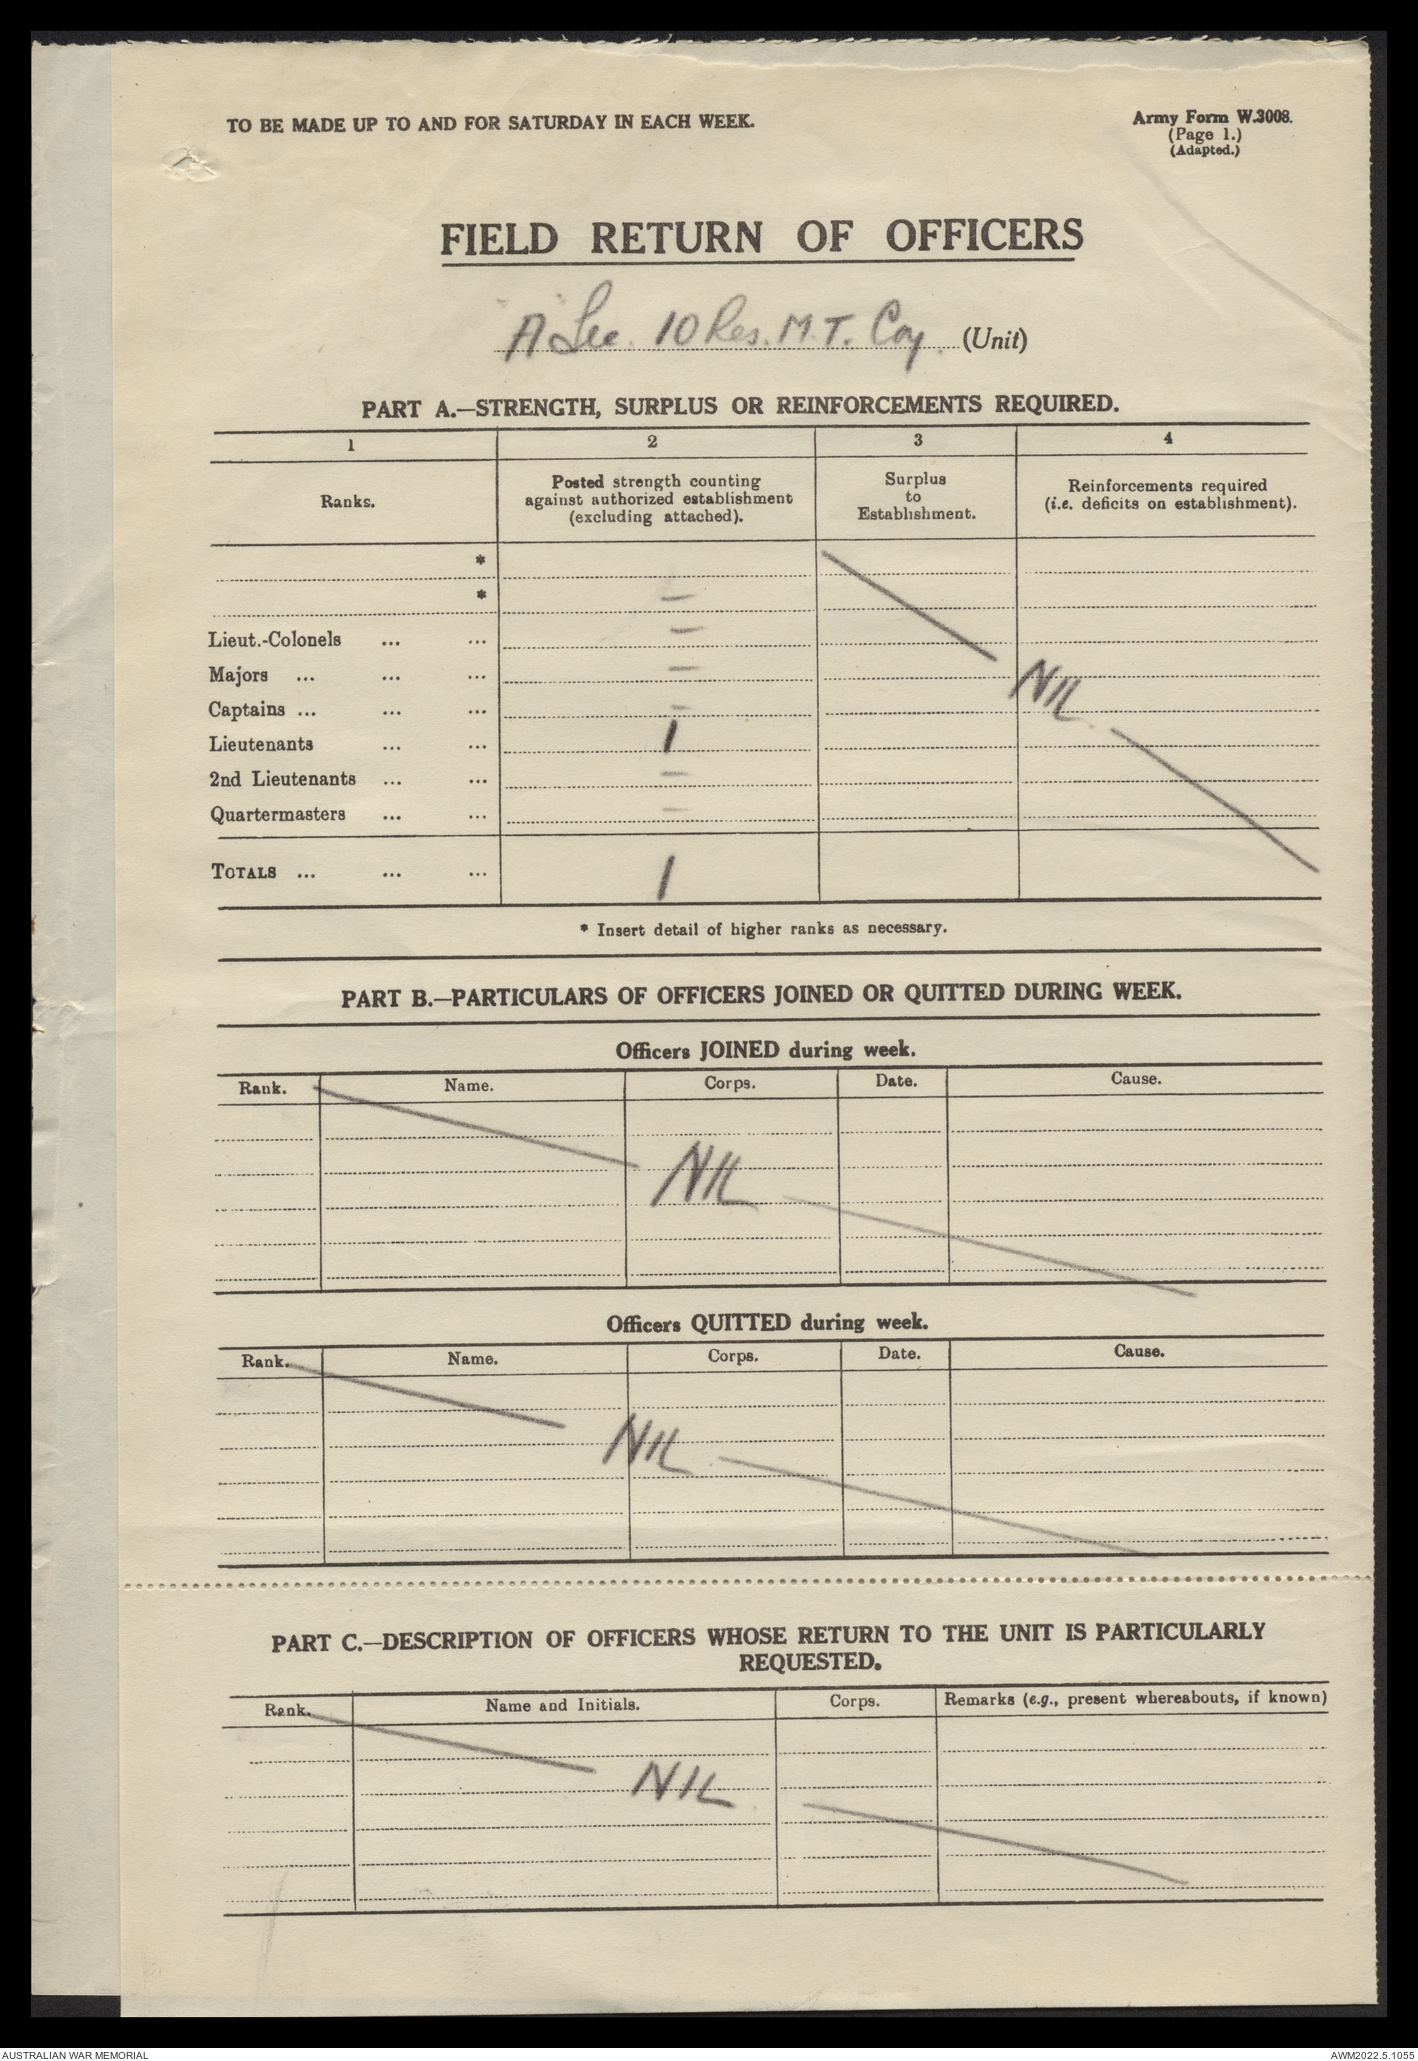 TO BE MADE UP TO AND FOR SATURDAY IN EACH WEEK.
Army Form W.3008.
(Page 1.)
(Adapted.)
FIELD RETURN OF OFFICERS
"A" Sec. 10 Res. M.T. Coy. (Unit)
PART A.—STRENGTH, SURPLUS OR REINFORCEMENTS REQUIRED.
1 2 3 4
Ranks.
Posted strength counting
against authorized establishment
(excluding attached).
Surplus
to
Establishment.
Reinforcements required
(i.e. deficits on establishment).
*
* —
Lieut.-Colonels ... ... —
Majors ... ... ... —
Captains ... ... ... —
NIL
Lieutenants ... ... 1
2nd Lieutenants ... ... —
Quartermasters ... ... —
TOTALS ... ... ... 1
* Insert detail of higher ranks as necessary.
PART B.—PARTICULARS OF OFFICERS JOINED OR QUITTED DURING WEEK.
Officers JOINED during week.
Rank. Name. Corps. Date. Cause.
NIL
Officers QUITTED during week.
Rank. Name. Corps. Date. Cause.
NIL
PART C.—DESCRIPTION OF OFFICERS WHOSE RETURN TO THE UNIT IS PARTICULARLY
REQUESTED.
Rank. Name and Initials. Corps. Remarks (e.g., present whereabouts, if known)
NIL
AUSTRALIAN WAR MEMORIAL
AWM2022.5.1055